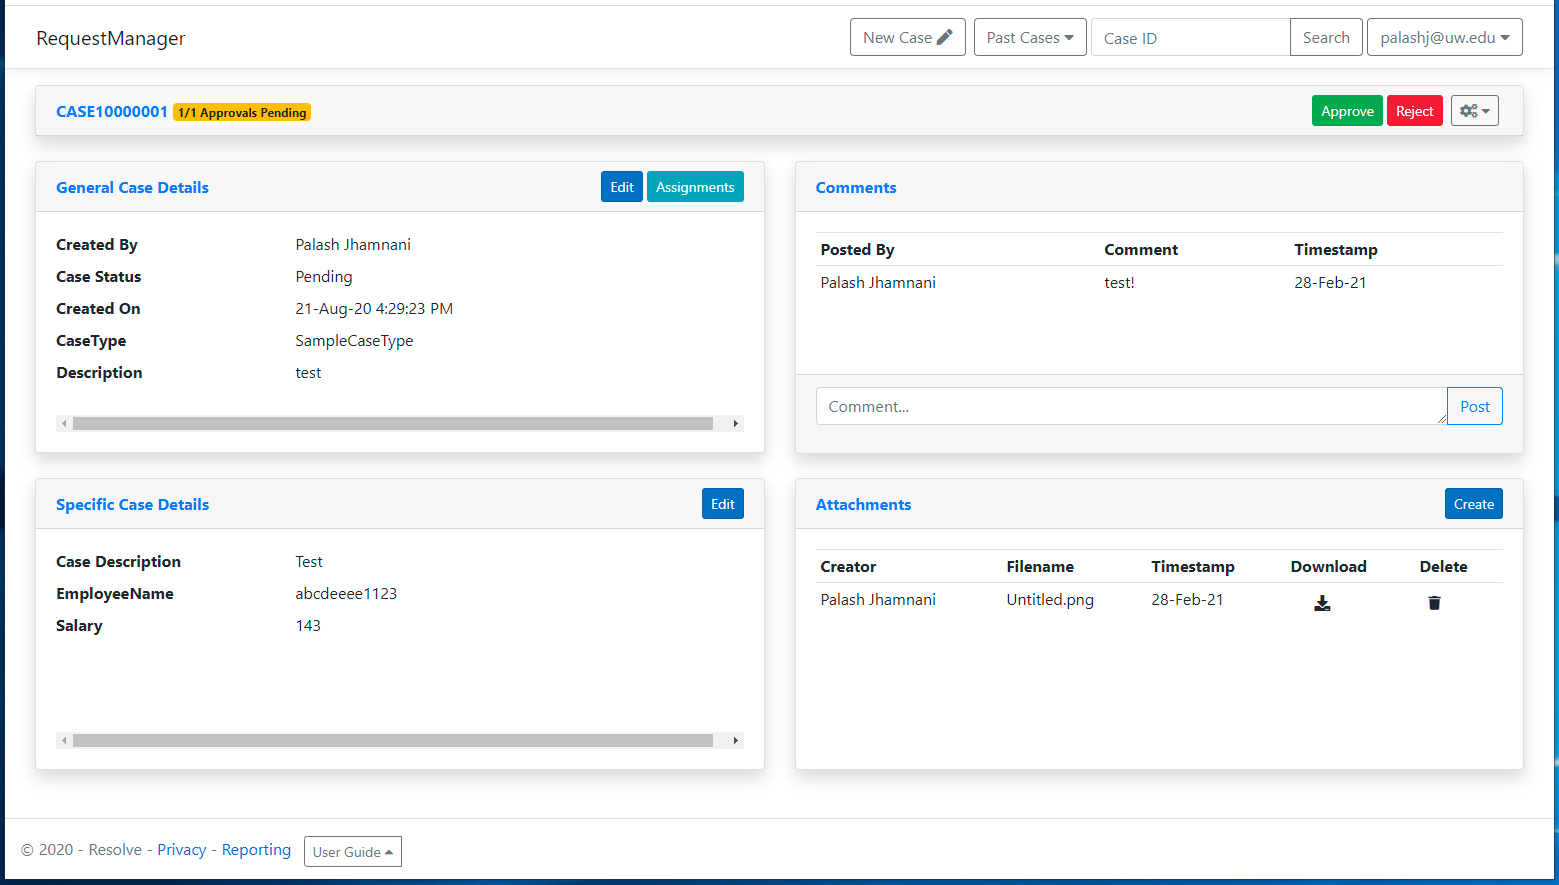 RequestManager
New Case
Past Cases
Case ID
Search
palashj@uw.edu
CASE10000001 1/1 Approvals Pending
Approve
Reject
General Case Details
Edit
Assignments
Created By Palash Jhamnani
Case Status Pending
Created On 21-Aug-20 4:29:23 PM
CaseType SampleCaseType
Description test
Comments
Posted By Comment Timestamp
Palash Jhamnani test! 28-Feb-21
Comment...
Post
Specific Case Details
Edit
Case Description Test
EmployeeName abcdeeee1123
Salary 143
Attachments
Create
Creator Filename Timestamp Download Delete
Palash Jhamnani Untitled.png 28-Feb-21
© 2020 - Resolve - Privacy - Reporting
User Guide